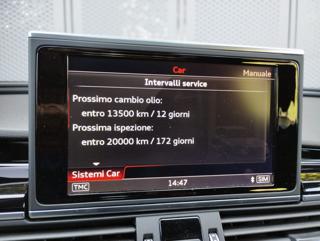 Car
Manuale
Intervalli service
Prossimo cambio olio:
entro 13500 km / 12 giorni
Prossima ispezione:
entro 20000 km / 172 giorni
Sistemi Car
TMC
14:47
SIM